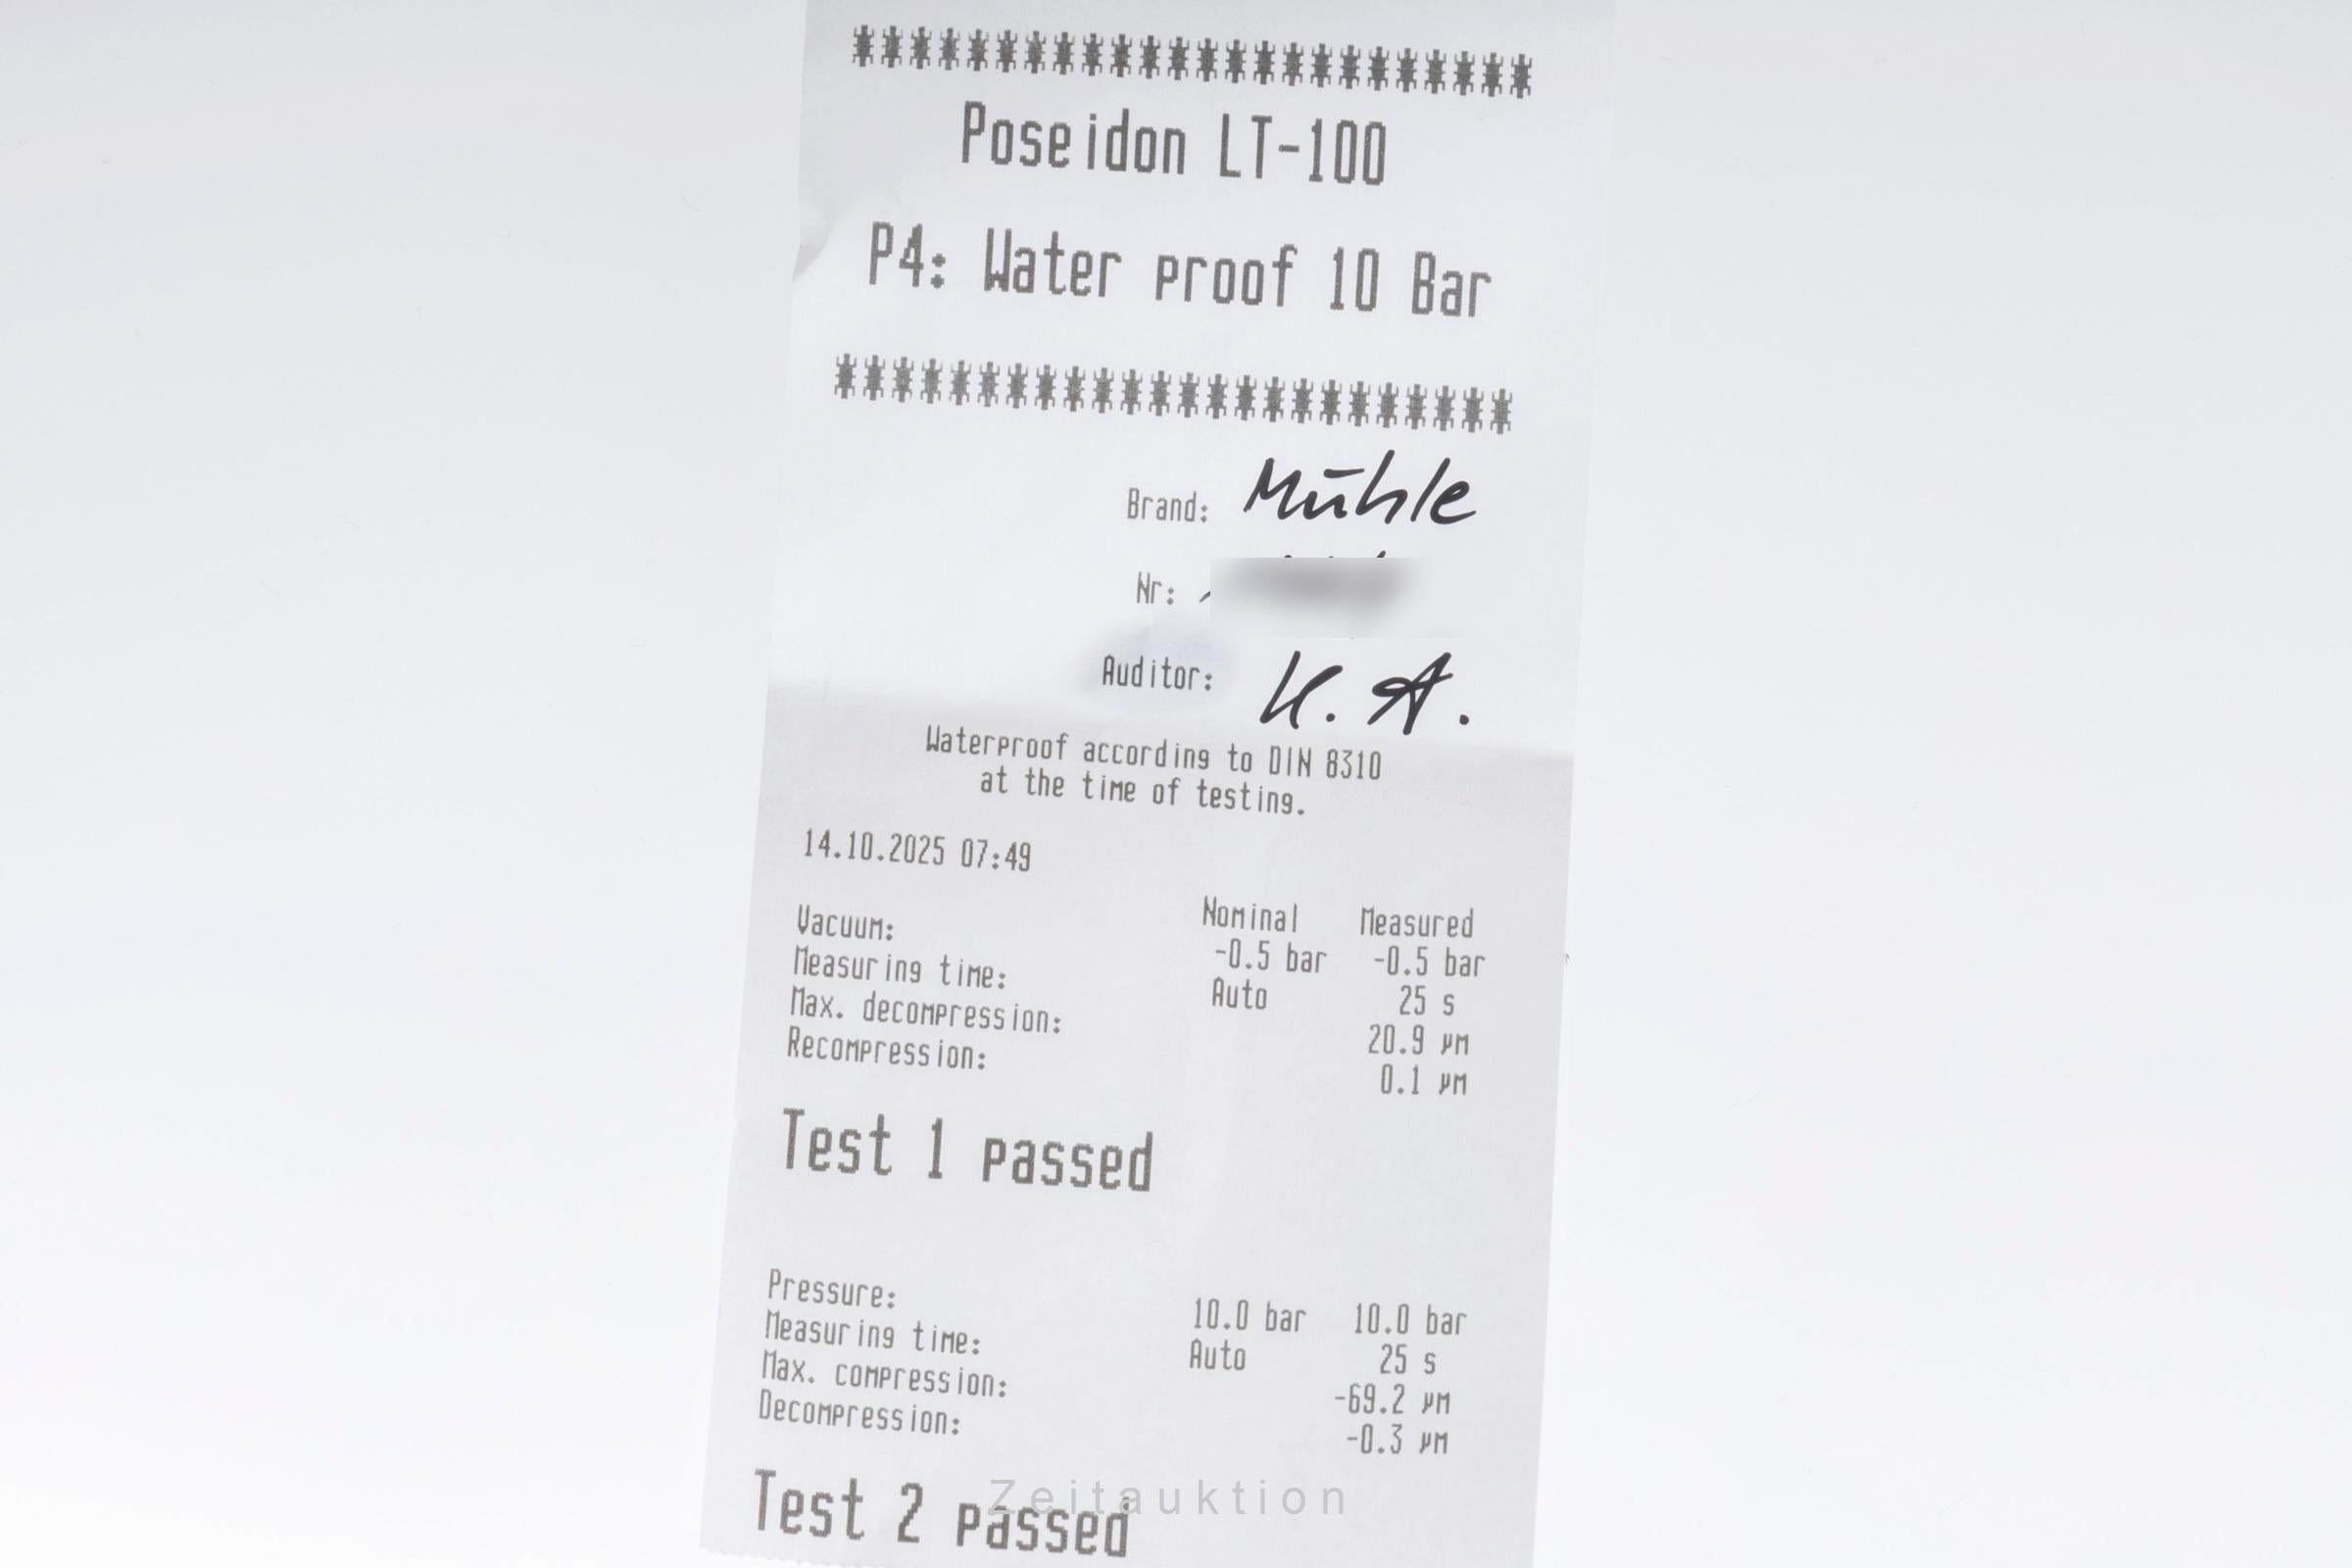 ************************
Poseidon LT-100
P4: Water proof 10 Bar
************************
Brand: Mühle
Nr:
Auditor: K. A.
Waterproof according to DIN 8310
at the time of testing.
14.10.2025 07:49
Nominal Measured
Vacuum: -0.5 bar -0.5 bar
Measuring time: Auto 25 s
Max. decompression: 20.9 µm
Recompression: 0.1 µm
Test 1 passed
Pressure: 10.0 bar 10.0 bar
Measuring time: Auto 25 s
Max. compression: -69.2 µm
Decompression: -0.3 µm
Test 2 passed
Zeitauktion